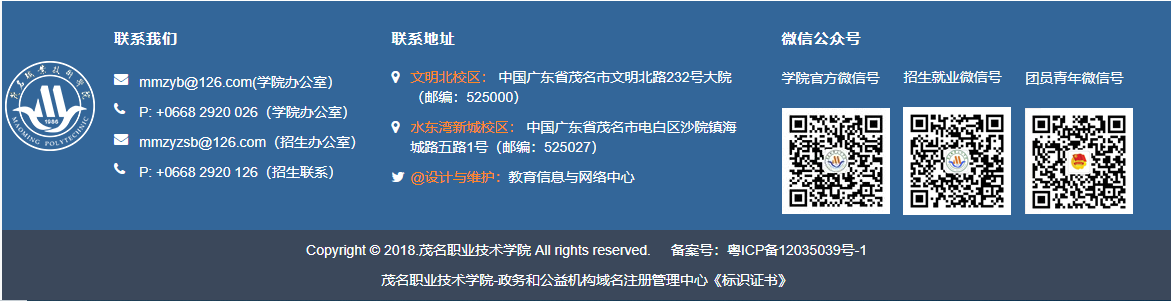 茂名职业技术学院
1986
MAOMING POLYTECHNIC
联系我们
mmzyb@126.com(学院办公室)
P: +0668 2920 026（学院办公室）
mmzyzsb@126.com（招生办公室）
P: +0668 2920 126（招生联系）
联系地址
文明北校区： 中国广东省茂名市文明北路232号大院
（邮编：525000）
水东湾新城校区： 中国广东省茂名市电白区沙院镇海
城路五路1号（邮编：525027）
@设计与维护：教育信息与网络中心
微信公众号
学院官方微信号
招生就业微信号
团员青年微信号
Copyright © 2018.茂名职业技术学院 All rights reserved. 备案号：粤ICP备12035039号-1
茂名职业技术学院-政务和公益机构域名注册管理中心《标识证书》